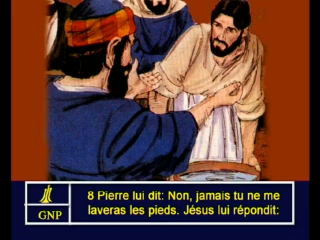 8 Pierre lui dit: Non, jamais tu ne me
laveras les pieds. Jésus lui répondit:
GNP